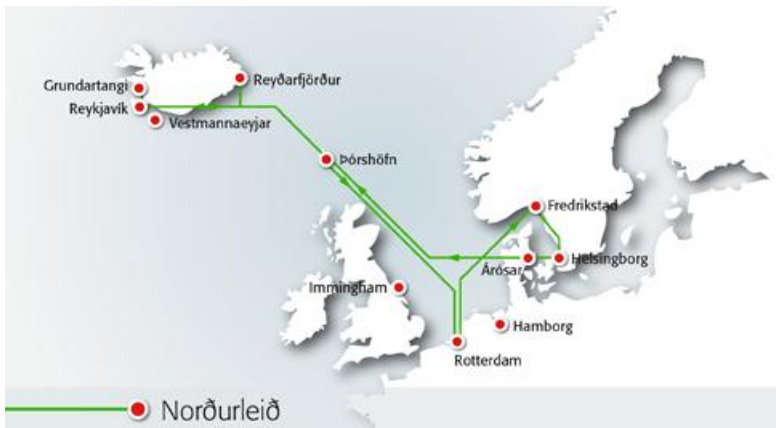 Grundartangi
Reyðarfjörður
Reykjavík
Vestmannaeyjar
Þórshöfn
Fredrikstad
Árósar
Helsingborg
Immingham
Hamborg
Rotterdam
Norðurleið